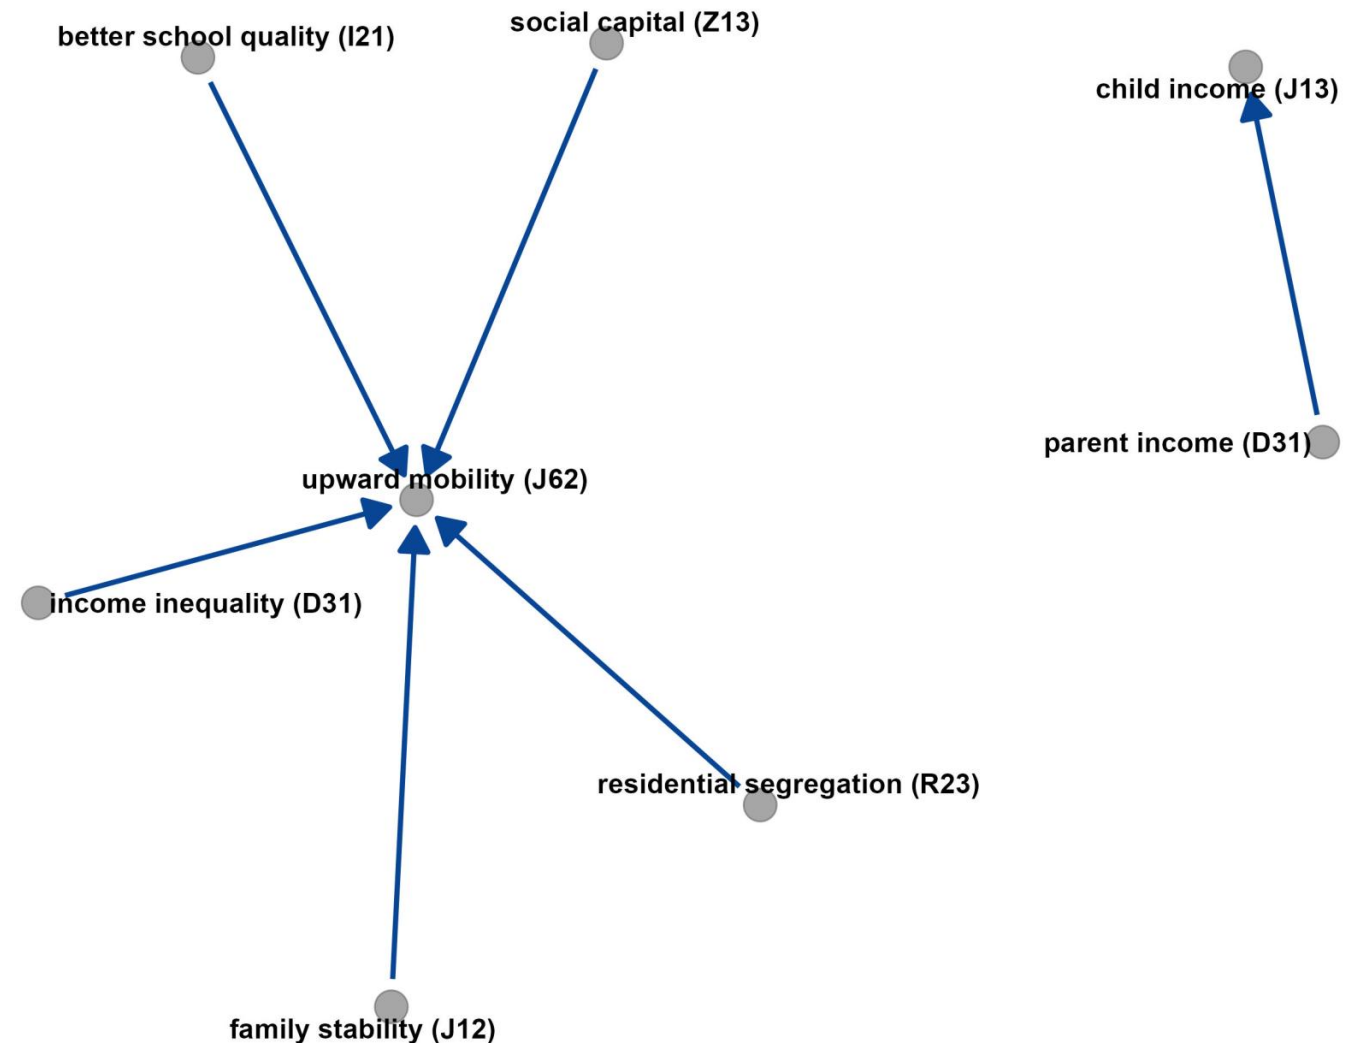 social capital (Z13)
better school quality (I21)
child income (J13)
parent income (D31)
upward mobility (J62)
income inequality (D31)
residential segregation (R23)
family stability (J12)